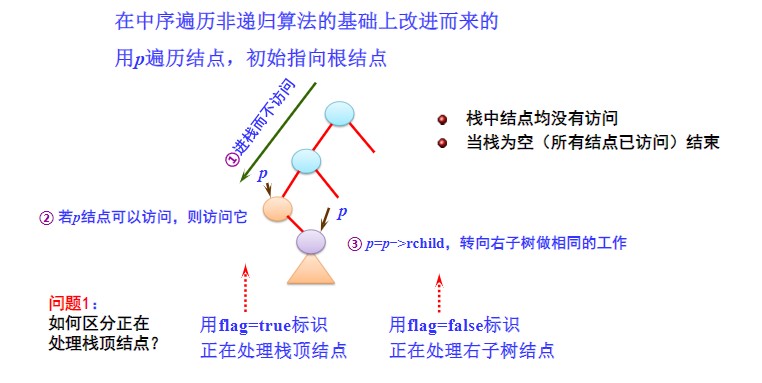 在中序遍历非递归算法的基础上改进而来的
用p遍历结点，初始指向根结点
①进栈而不访问
栈中结点均没有访问
当栈为空（所有结点已访问）结束
p
② 若p结点可以访问，则访问它
p
③ p=p->rchild，转向右子树做相同的工作
问题1：
如何区分正在
处理栈顶结点？
用flag=true标识
正在处理栈顶结点
用flag=false标识
正在处理右子树结点